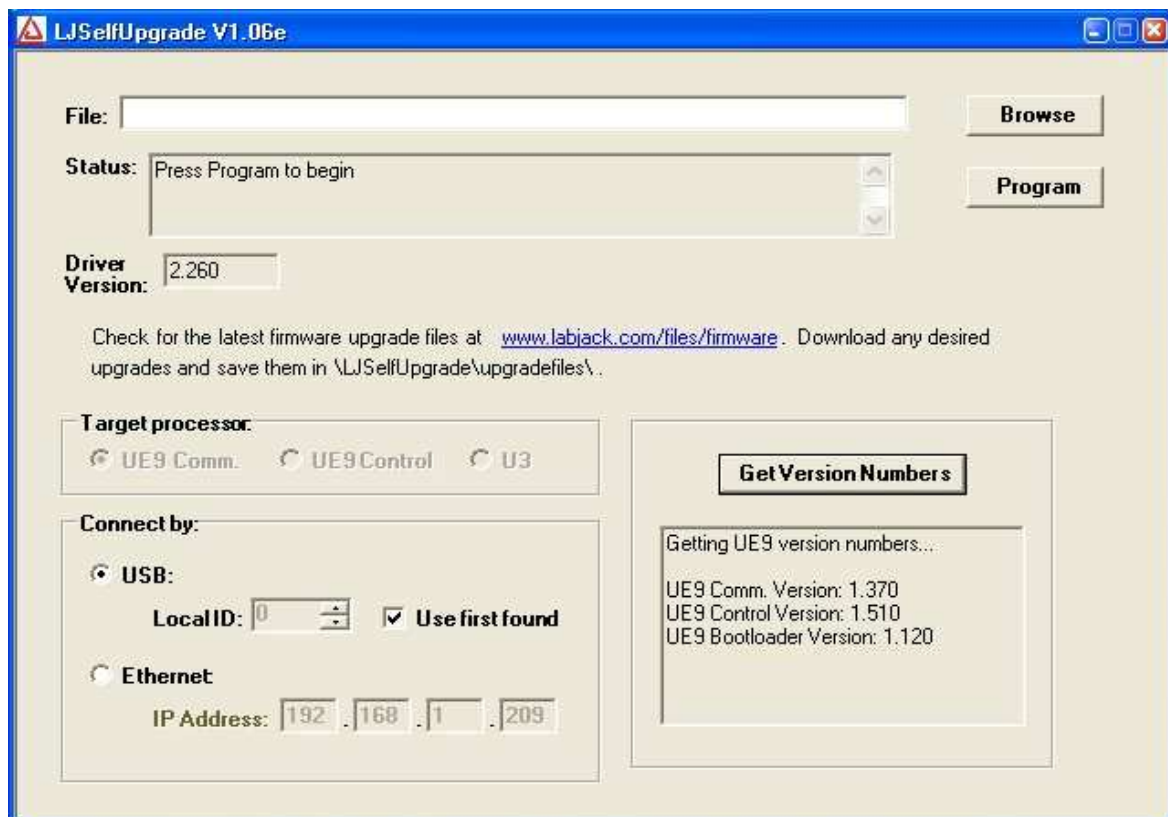 LJSelfUpgrade V1.06e
File:
Browse
Status:
Press Program to begin
Program
Driver
Version:
2.260
Check for the latest firmware upgrade files at www.labjack.com/files/firmware . Download any desired
upgrades and save them in \LJSelfUpgrade\upgradefiles\ .
Target processor:
UE9 Comm. UE9 Control U3
Get Version Numbers
Getting UE9 version numbers...
UE9 Comm. Version: 1.370
UE9 Control Version: 1.510
UE9 Bootloader Version: 1.120
Connect by:
USB:
Local ID: 0 Use first found
Ethernet:
IP Address: 192 . 168 . 1 . 209